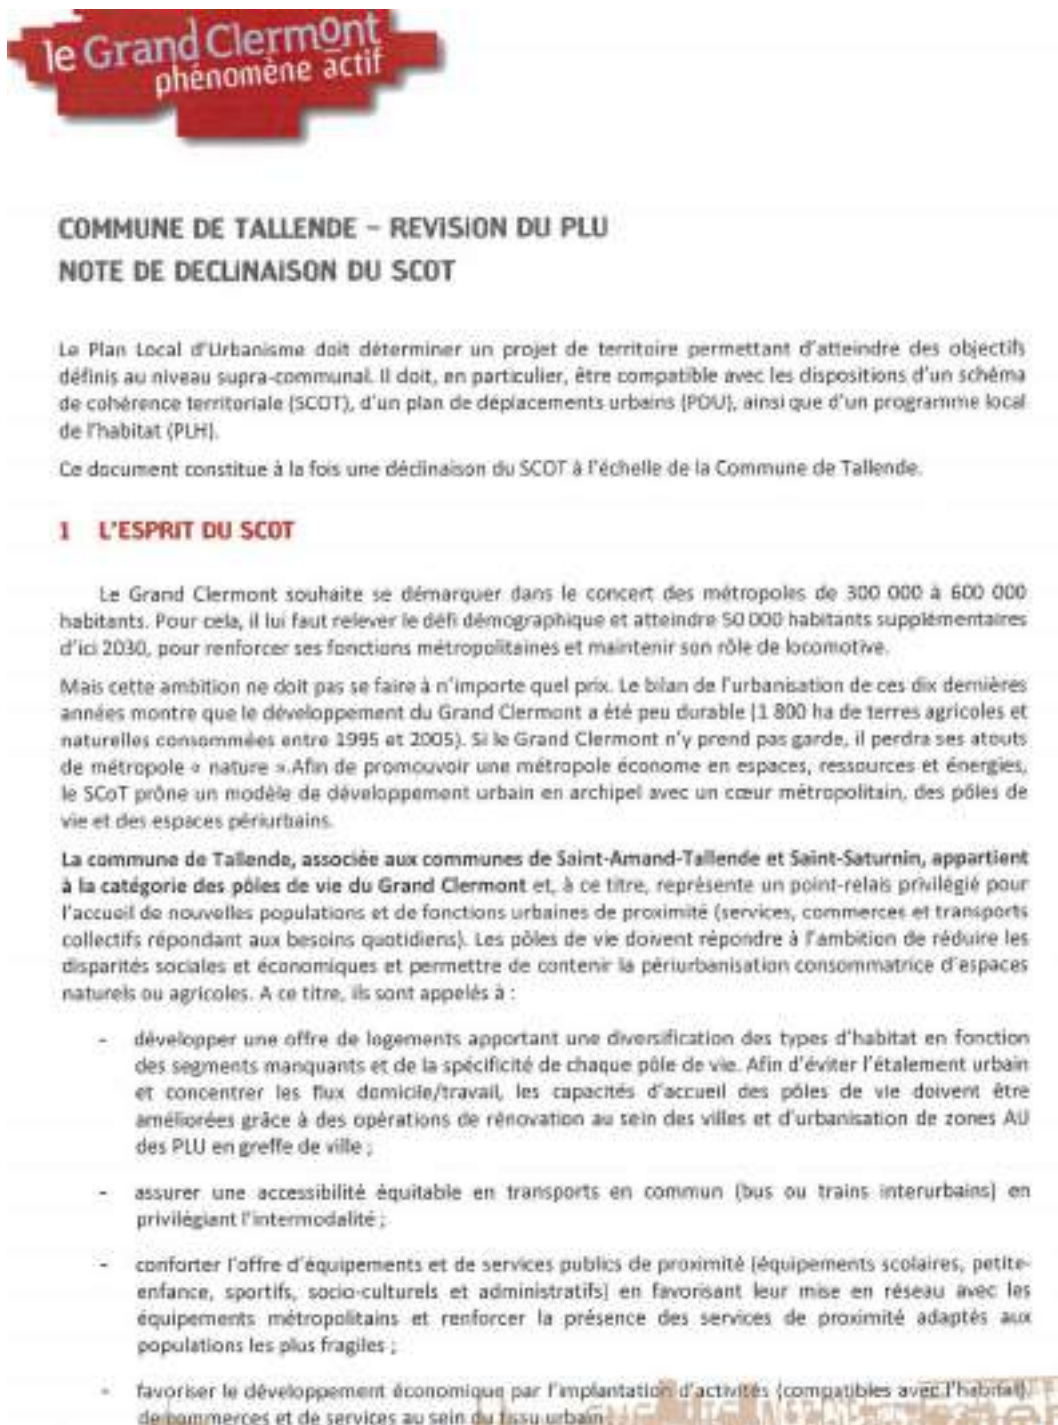 le Grand Clermont
phénomène actif
COMMUNE DE TALLENDE – REVISION DU PLU
NOTE DE DECLINAISON DU SCOT
Le Plan Local d'Urbanisme doit déterminer un projet de territoire permettant d'atteindre des objectifs
définis au niveau supra-communal. Il doit, en particulier, être compatible avec les dispositions d'un schéma
de cohérence territoriale (SCOT), d'un plan de déplacements urbains (PDU), ainsi que d'un programme local
de l'habitat (PLH).
Ce document constitue à la fois une déclinaison du SCOT à l'échelle de la Commune de Tallende.
1 L'ESPRIT DU SCOT
Le Grand Clermont souhaite se démarquer dans le concert des métropoles de 300 000 à 600 000
habitants. Pour cela, il lui faut relever le défi démographique et atteindre 50 000 habitants supplémentaires
d'ici 2030, pour renforcer ses fonctions métropolitaines et maintenir son rôle de locomotive.
Mais cette ambition ne doit pas se faire à n'importe quel prix. Le bilan de l'urbanisation de ces dix dernières
années montre que le développement du Grand Clermont a été peu durable (1 800 ha de terres agricoles et
naturelles consommées entre 1995 et 2005). Si le Grand Clermont n'y prend pas garde, il perdra ses atouts
de métropole « nature ».Afin de promouvoir une métropole économe en espaces, ressources et énergies,
le SCoT prône un modèle de développement urbain en archipel avec un cœur métropolitain, des pôles de
vie et des espaces périurbains.
La commune de Tallende, associée aux communes de Saint-Amand-Tallende et Saint-Saturnin, appartient
à la catégorie des pôles de vie du Grand Clermont et, à ce titre, représente un point-relais privilégié pour
l'accueil de nouvelles populations et de fonctions urbaines de proximité (services, commerces et transports
collectifs répondant aux besoins quotidiens). Les pôles de vie doivent répondre à l'ambition de réduire les
disparités sociales et économiques et permettre de contenir la périurbanisation consommatrice d'espaces
naturels ou agricoles. A ce titre, ils sont appelés à :
- développer une offre de logements apportant une diversification des types d'habitat en fonction
des segments manquants et de la spécificité de chaque pôle de vie. Afin d'éviter l'étalement urbain
et concentrer les flux domicile/travail, les capacités d'accueil des pôles de vie doivent être
améliorées grâce à des opérations de rénovation au sein des villes et d'urbanisation de zones AU
des PLU en greffe de ville ;
- assurer une accessibilité équitable en transports en commun (bus ou trains interurbains) en
privilégiant l'intermodalité ;
- conforter l'offre d'équipements et de services publics de proximité (équipements scolaires, petite-
enfance, sportifs, socio-culturels et administratifs) en favorisant leur mise en réseau avec les
équipements métropolitains et renforcer la présence des services de proximité adaptés aux
populations les plus fragiles ;
- favoriser le développement économique par l'implantation d'activités (compatibles avec l'habitat),
de commerces et de services au sein du tissu urbain